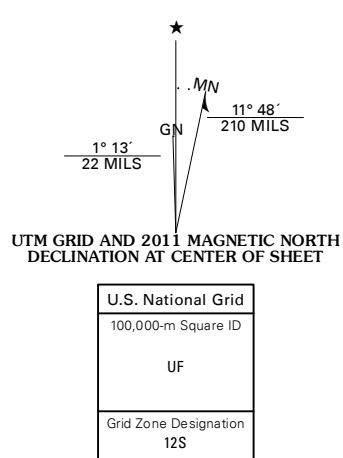 ★
MN
GN
11° 48´
210 MILS
1° 13´
22 MILS
UTM GRID AND 2011 MAGNETIC NORTH
DECLINATION AT CENTER OF SHEET
U.S. National Grid
100,000-m Square ID
UF
Grid Zone Designation
12S